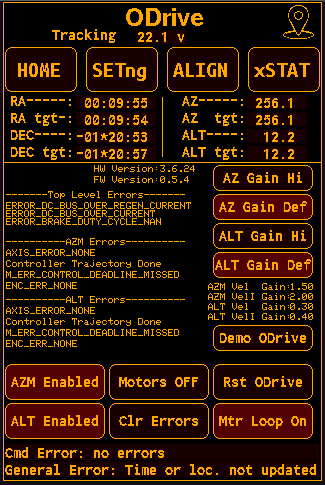 ODrive
Tracking 22.1 v
HOME SETng ALIGN xSTAT
RA-----: 00:09:55 AZ-----: 256.1
RA tgt-: 00:09:54 AZ tgt: 256.1
DEC----:-01*20:53 ALT----: 12.2
DEC tgt:-01*20:57 ALT tgt: 12.2
HW Version:3.6.24
FW Version:0.5.4
-------Top Level Errors-------
ERROR_DC_BUS_OVER_REGEN_CURRENT
ERROR_DC_BUS_OVER_CURRENT
ERROR_BRAKE_DUTY_CYCLE_NAN
----------AZM Errors----------
AXIS_ERROR_NONE
Controller Trajectory Done
M_ERR_CONTROL_DEADLINE_MISSED
ENC_ERR_NONE
----------ALT Errors----------
AXIS_ERROR_NONE
Controller Trajectory Done
M_ERR_CONTROL_DEADLINE_MISSED
ENC_ERR_NONE
AZ Gain Hi
AZ Gain Def
ALT Gain Hi
ALT Gain Def
AZM Vel Gain:1.50
AZM VelI Gain:2.00
ALT Vel Gain:0.30
ALT VelI Gain:0.40
Demo ODrive
AZM Enabled Motors OFF Rst ODrive
ALT Enabled Clr Errors Mtr Loop On
Cmd Error: no errors
General Error: Time or loc. not updated